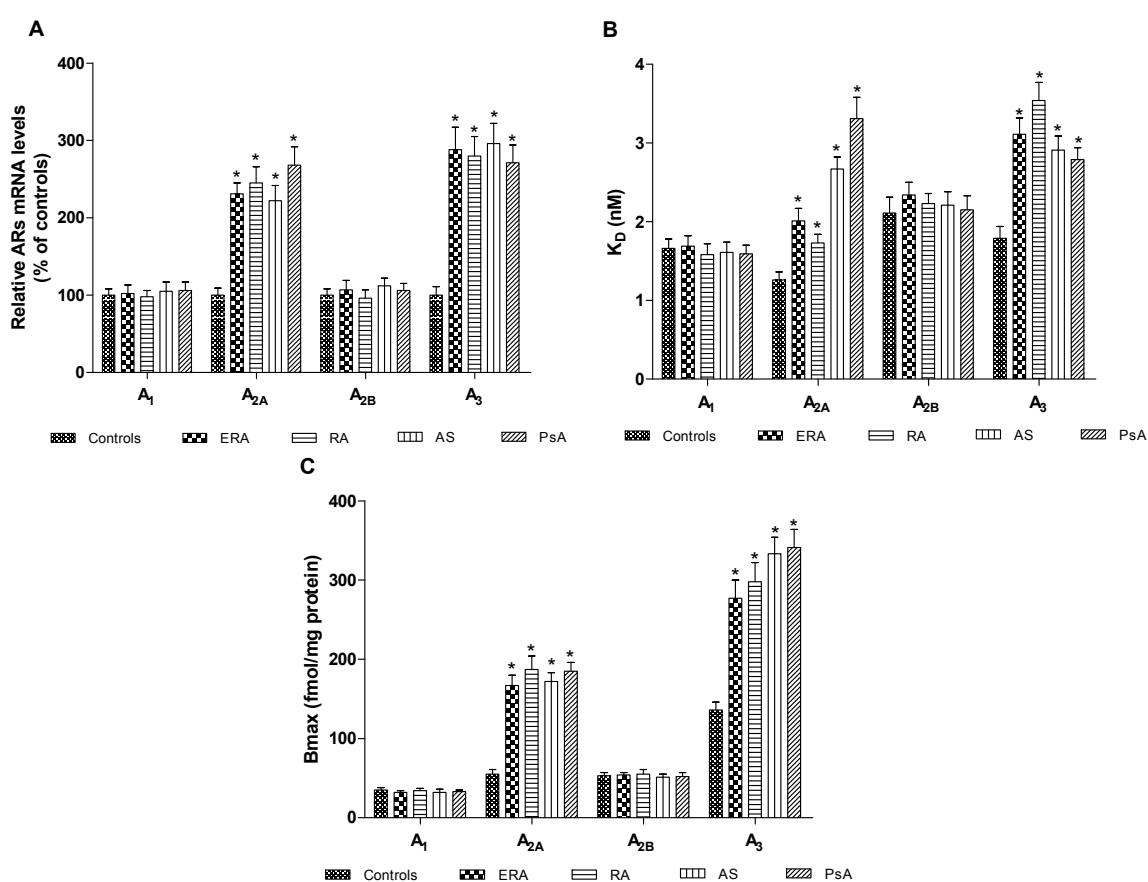 A
Relative ARs mRNA levels
(% of controls)
400
300
200
100
0
* * * * * * * *
A1 A2A A2B A3
Controls ERA RA AS PsA
B
KD (nM)
4
3
2
1
0
* * * * * * * *
A1 A2A A2B A3
Controls ERA RA AS PsA
C
Bmax (fmol/mg protein)
400
300
200
100
0
* * * * * * * *
A1 A2A A2B A3
Controls ERA RA AS PsA